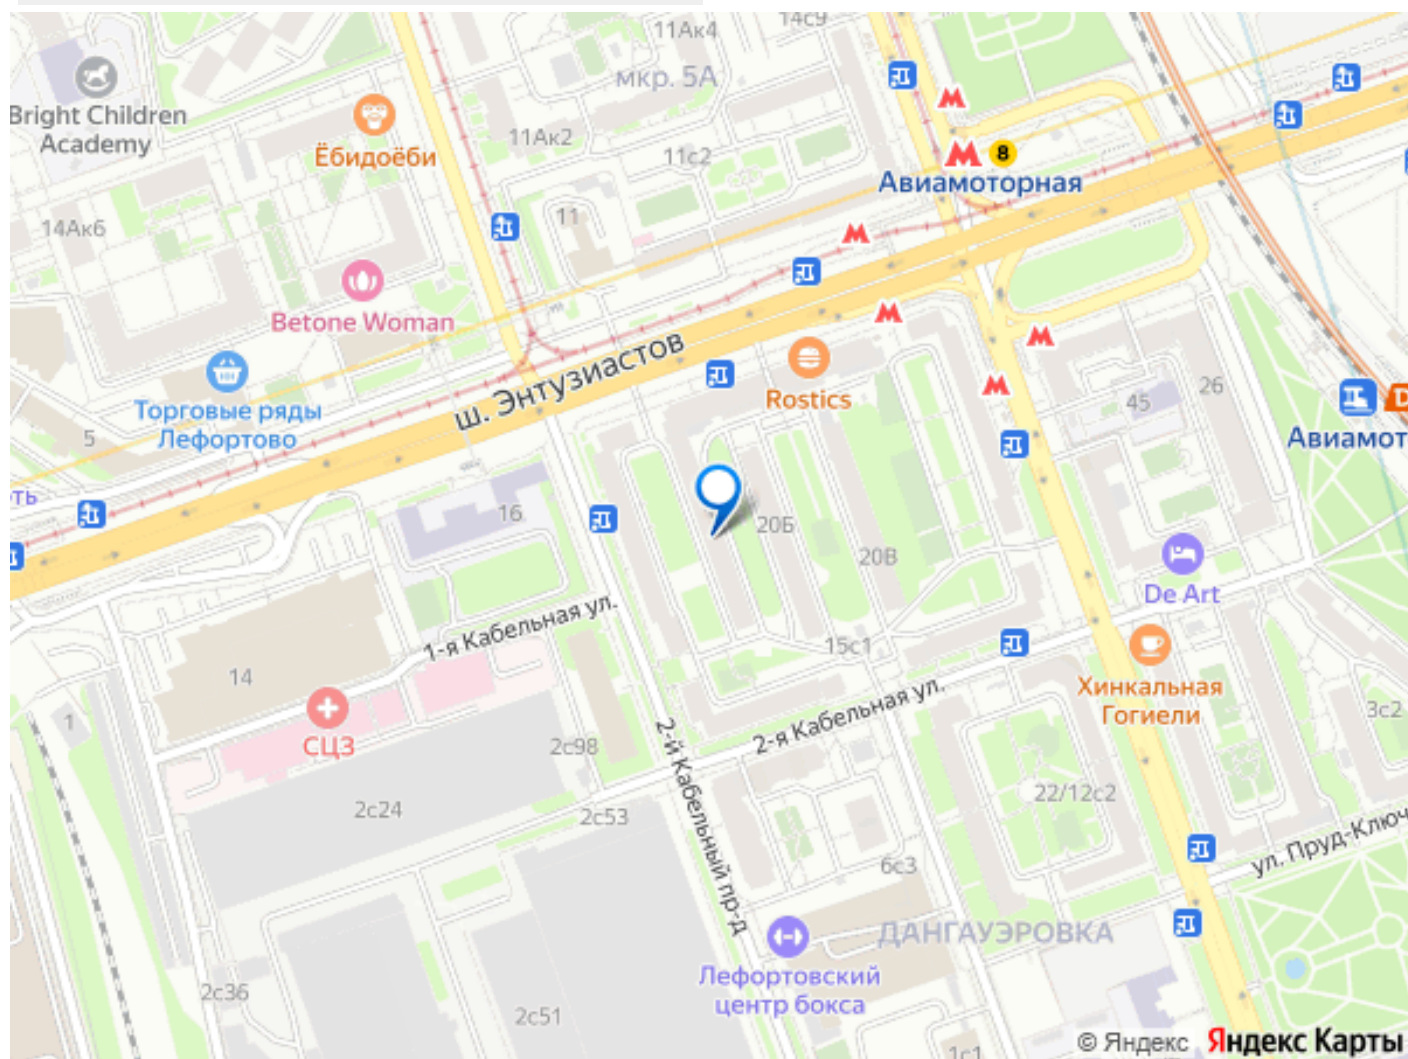 14с9
11Ак4
мкр. 5А
Bright Children
Academy
Ёбидоёби
11Ак2
11с2
8
Авиамоторная
14Ак6
11
Betone Woman
ш. Энтузиастов
Rostics
Торговые ряды
Лефортово
5
45
26
D
Авиамот
ть
16
20Б
20В
De Art
1-я Кабельная ул.
15с1
14
Хинкальная
Гогиели
3с2
1
СЦЗ
2-я Кабельная ул.
2-й Кабельный пр-д
2с98
2с24
2с53
22/12с2
ул. Пруд-Ключ
6с3
ДАНГАУЭРОВКА
Лефортовский
центр бокса
2с36
2с51
1с1
© Яндекс Яндекс Карты